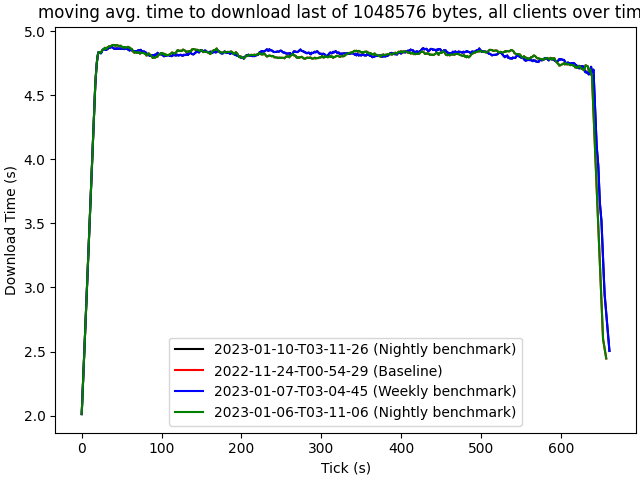 moving avg. time to download last of 1048576 bytes, all clients over tim
5.0
4.5
4.0
3.5
3.0
2.5
2.0
Download Time (s)
2023-01-10-T03-11-26 (Nightly benchmark)
2022-11-24-T00-54-29 (Baseline)
2023-01-07-T03-04-45 (Weekly benchmark)
2023-01-06-T03-11-06 (Nightly benchmark)
0 100 200 300 400 500 600
Tick (s)